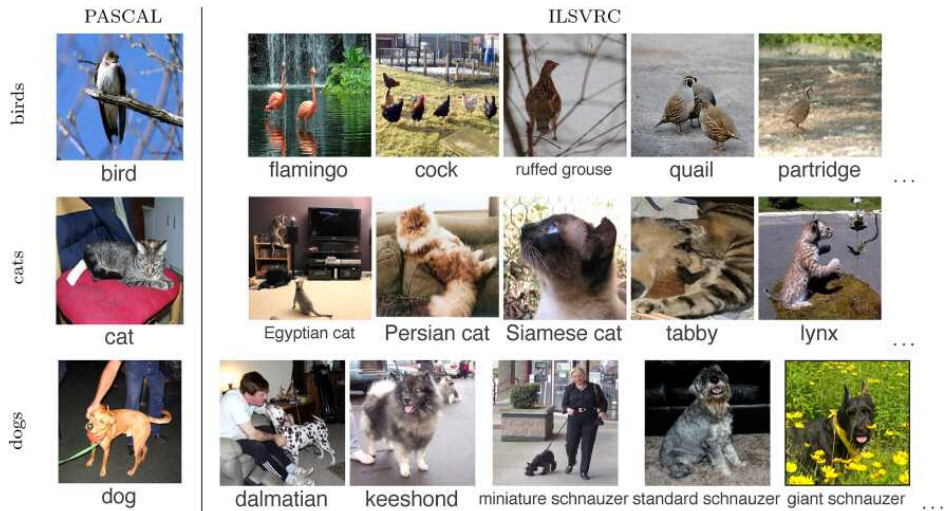 PASCAL
ILSVRC
birds
bird
flamingo
cock
ruffed grouse
quail
partridge
...
cats
cat
Egyptian cat
Persian cat
Siamese cat
tabby
lynx
...
dogs
dog
dalmatian
keeshond
miniature schnauzer
standard schnauzer
giant schnauzer
...